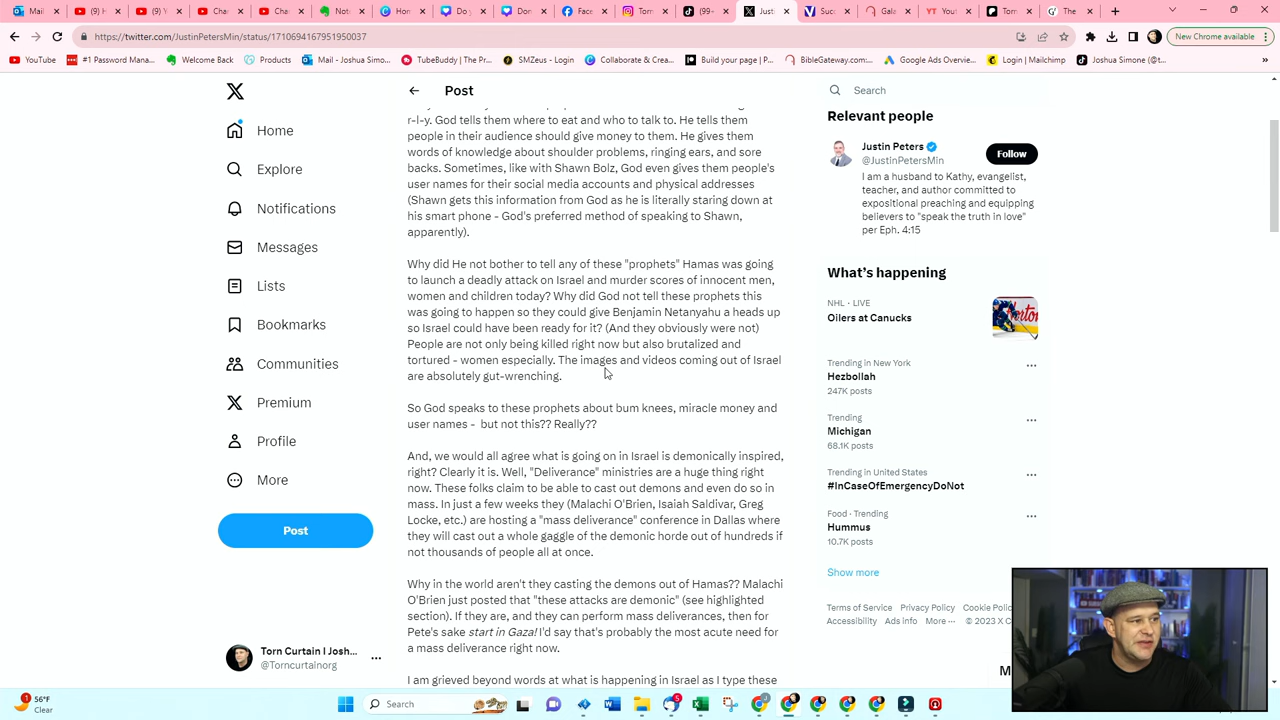 Mail
(9) H
(9) Y
Cha
Cha
Note
Hon
Do y
Don
Face
Torn
(99+
Justi
Succ
Gala
YouT
Torn
The
https://twitter.com/JustinPetersMin/status/1710694167951950037
New Chrome available
YouTube
#1 Password Mana...
Welcome Back
Products
Mail - Joshua Simo...
TubeBuddy | The Pr...
SMZeus - Login
Collaborate & Crea...
Build your page | P...
BibleGateway.com:...
Google Ads Overvie...
Login | Mailchimp
Joshua Simone (@t...
Post
Search
Home
Explore
Notifications
Messages
Lists
Bookmarks
Communities
Premium
Profile
More
Post
Torn Curtain I Josh...
@Torncurtainorg
r-l-y. God tells them where to eat and who to talk to. He tells them
people in their audience should give money to them. He gives them
words of knowledge about shoulder problems, ringing ears, and sore
backs. Sometimes, like with Shawn Bolz, God even gives them people's
user names for their social media accounts and physical addresses
(Shawn gets this information from God as he is literally staring down at
his smart phone - God's preferred method of speaking to Shawn,
apparently).
Why did He not bother to tell any of these "prophets" Hamas was going
to launch a deadly attack on Israel and murder scores of innocent men,
women and children today? Why did God not tell these prophets this
was going to happen so they could give Benjamin Netanyahu a heads up
so Israel could have been ready for it? (And they obviously were not)
People are not only being killed right now but also brutalized and
tortured - women especially. The images and videos coming out of Israel
are absolutely gut-wrenching.
So God speaks to these prophets about bum knees, miracle money and
user names - but not this?? Really??
And, we would all agree what is going on in Israel is demonically inspired,
right? Clearly it is. Well, "Deliverance" ministries are a huge thing right
now. These folks claim to be able to cast out demons and even do so in
mass. In just a few weeks they (Malachi O'Brien, Isaiah Saldivar, Greg
Locke, etc.) are hosting a "mass deliverance" conference in Dallas where
they will cast out a whole gaggle of the demonic horde out of hundreds if
not thousands of people all at once.
Why in the world aren't they casting the demons out of Hamas?? Malachi
O'Brien just posted that "these attacks are demonic" (see highlighted
section). If they are, and they can perform mass deliverances, then for
Pete's sake start in Gaza! I'd say that's probably the most acute need for
a mass deliverance right now.
I am grieved beyond words at what is happening in Israel as I type these
Relevant people
Justin Peters
@JustinPetersMin
Follow
I am a husband to Kathy, evangelist,
teacher, and author committed to
expositional preaching and equipping
believers to "speak the truth in love"
per Eph. 4:15
What's happening
NHL · LIVE
Oilers at Canucks
Trending in New York
Hezbollah
247K posts
Trending
Michigan
68.1K posts
Trending in United States
#InCaseOfEmergencyDoNot
Food · Trending
Hummus
10.7K posts
Show more
Terms of Service Privacy Policy Cookie Polic
Accessibility Ads info More ··· © 2023 X C
M
1
56°F
Clear
Search
5